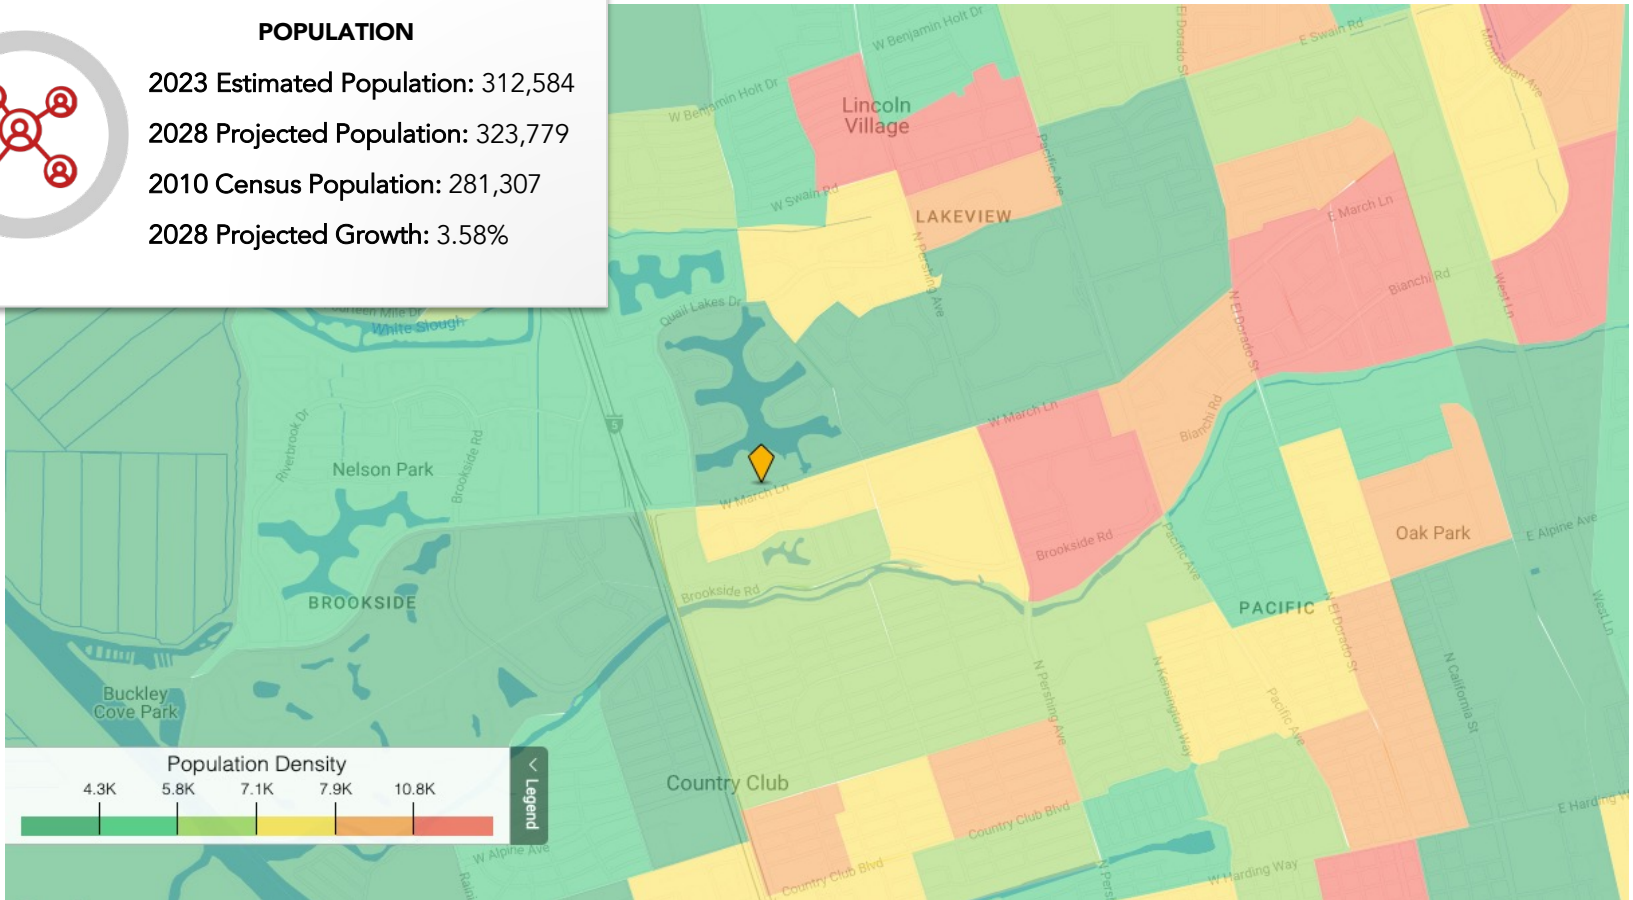 POPULATION
2023 Estimated Population: 312,584
2028 Projected Population: 323,779
2010 Census Population: 281,307
2028 Projected Growth: 3.58%
W Benjamin Holt Dr
W Benjamin Holt Dr
El Dorado St
E Swain Rd
Montauban Ave
Lincoln
Village
Pacific Ave
W Swain Rd
LAKEVIEW
N Pershing Ave
E March Ln
Bianchi Rd
West Ln
Quail Lakes Dr
White Slough
N El Dorado St
5
Riverbrook Dr
Nelson Park
Brookside Rd
W March Ln
W March Ln
Bianchi Rd
Oak Park
E Alpine Ave
Brookside Rd
Pacific Ave
Brookside Rd
BROOKSIDE
PACIFIC
N El Dorado St
West Ln
Buckley
Cove Park
N Pershing Ave
N Kensington Way
Pacific Ave
N California St
Country Club
Population Density
4.3K 5.8K 7.1K 7.9K 10.8K
< Legend
Country Club Blvd
E Harding W
W Alpine Ave
Country Club Blvd
W Harding Way
N Pers